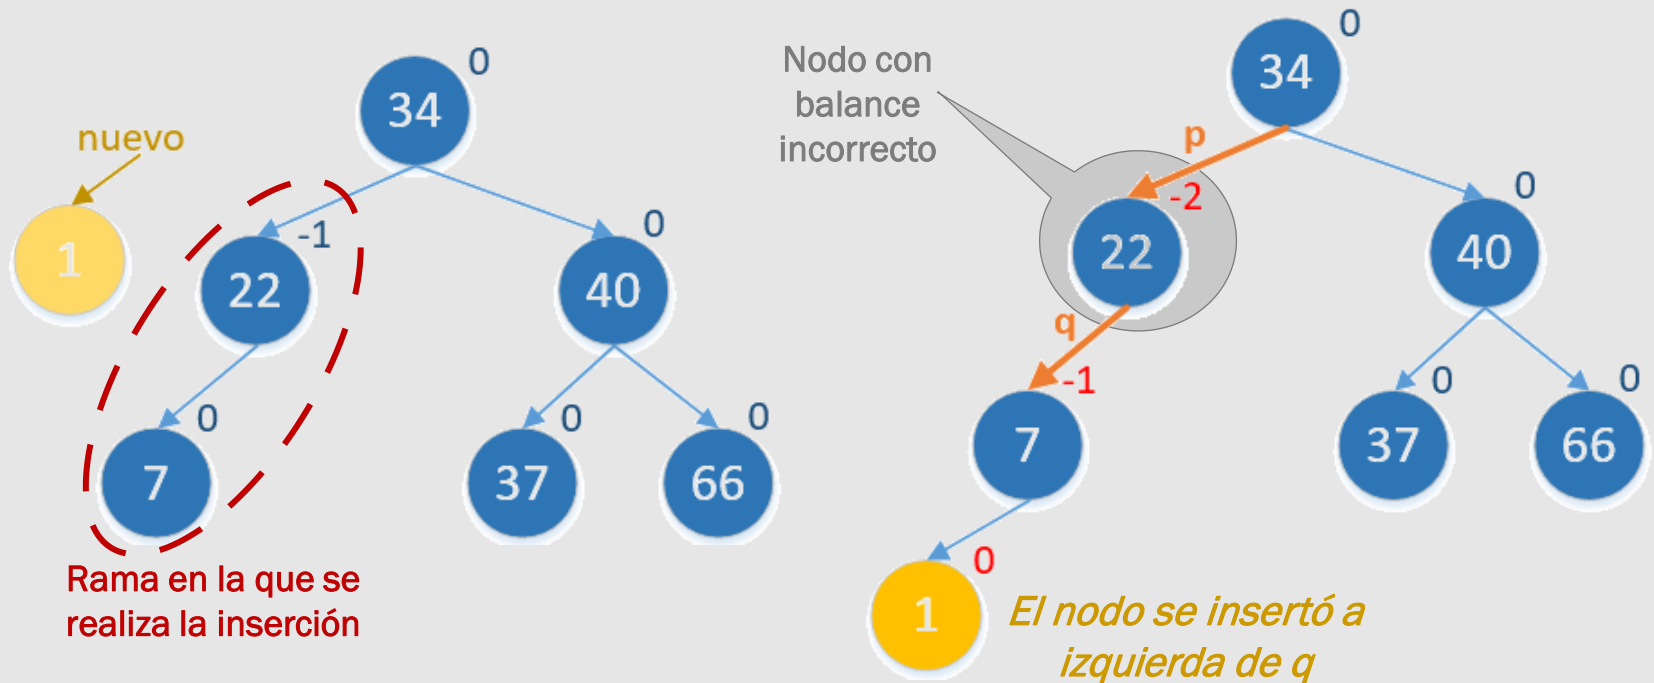 0
34
nuevo
1
-1
22
0
40
0
7
0
37
0
66
Rama en la que se
realiza la inserción
Nodo con
balance
incorrecto
0
34
p
-2
22
0
40
q
-1
7
0
37
0
66
0
1
El nodo se insertó a
izquierda de q